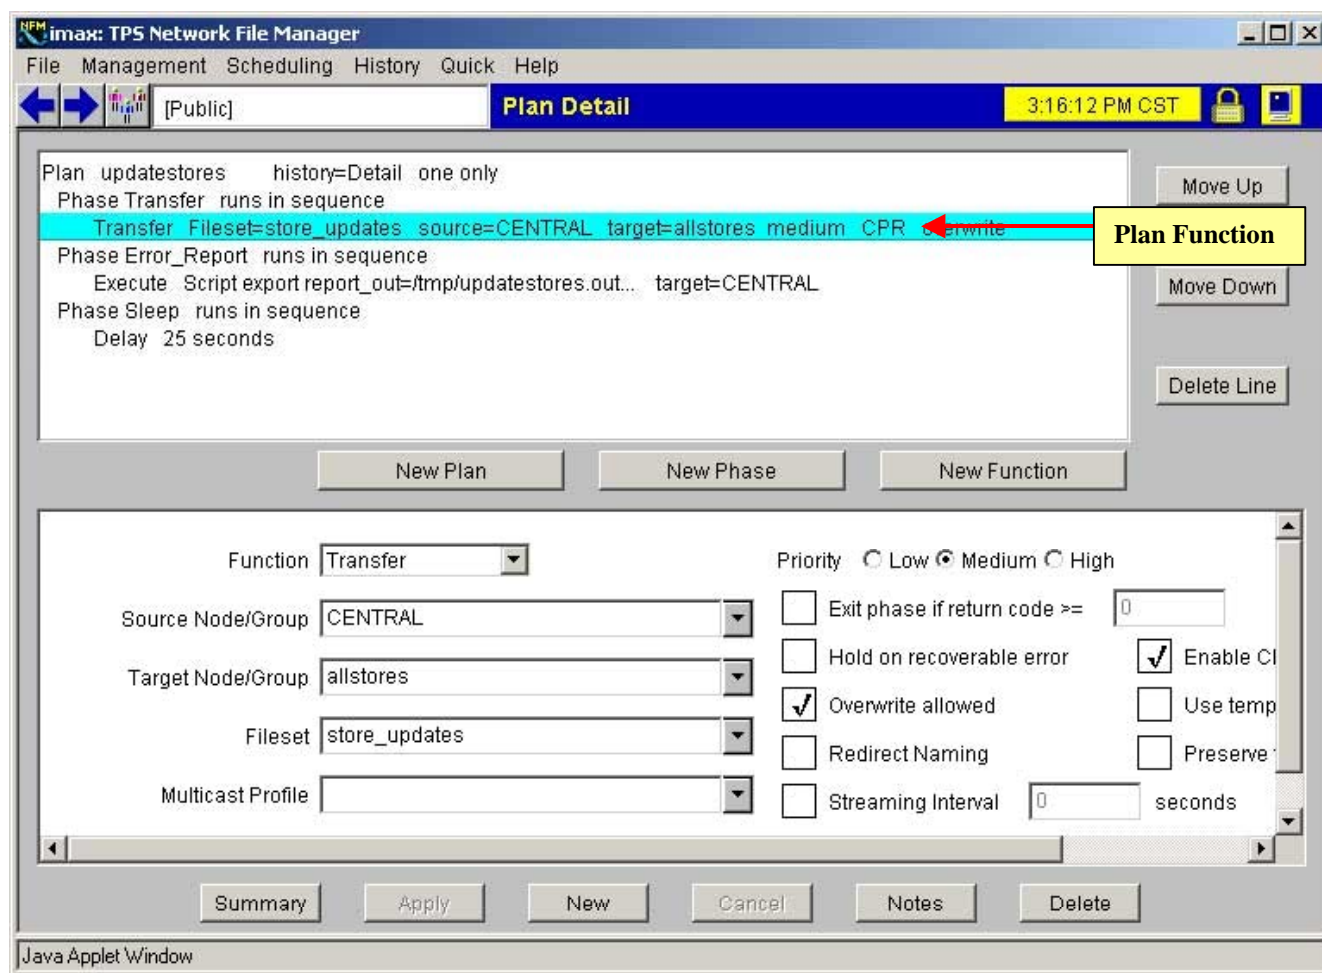 NFM imax: TPS Network File Manager
File Management Scheduling History Quick Help
[Public] Plan Detail 3:16:12 PM CST
Plan updatestores history=Detail one only
Phase Transfer runs in sequence
Transfer Fileset=store_updates source=CENTRAL target=allstores medium CPR overwrite
Phase Error_Report runs in sequence
Execute Script export report_out=/tmp/updatestores.out... target=CENTRAL
Phase Sleep runs in sequence
Delay 25 seconds
Move Up
Plan Function
Move Down
Delete Line
New Plan New Phase New Function
Function Transfer Priority Low Medium High
Source Node/Group CENTRAL Exit phase if return code >= 0
Target Node/Group allstores Hold on recoverable error Enable C
Fileset store_updates Overwrite allowed Use temp
Redirect Naming Preserve
Multicast Profile Streaming Interval 0 seconds
Summary Apply New Cancel Notes Delete
Java Applet Window